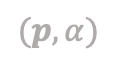 (𝒑, 𝛼)